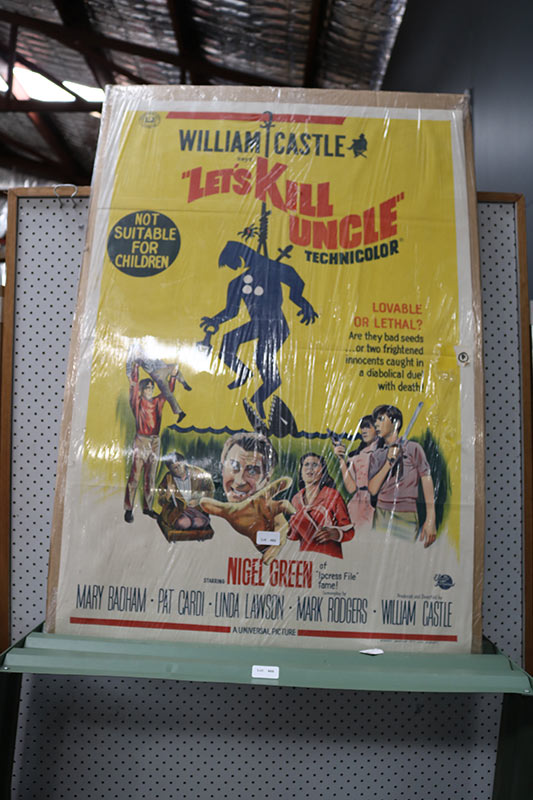 WILLIAM CASTLE
says
"LET'S KILL
UNCLE"
TECHNICOLOR
NOT
SUITABLE
FOR
CHILDREN
LOVABLE
OR LETHAL?
Are they bad seeds
...or two frightened
innocents caught in
a diabolical duel
with death!
STARRING NIGEL GREEN of "Ipcress File" fame!
MARY BADHAM · PAT CARDI · LINDA LAWSON · MARK RODGERS · WILLIAM CASTLE
A UNIVERSAL PICTURE